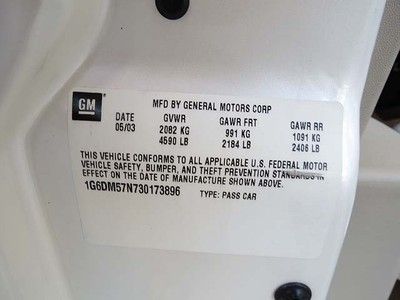 GM
MFD BY GENERAL MOTORS CORP
DATE GVWR GAWR FRT GAWR RR
05/03 2082 KG 991 KG 1091 KG
4590 LB 2184 LB 2406 LB
THIS VEHICLE CONFORMS TO ALL APPLICABLE U.S. FEDERAL MOTOR
VEHICLE SAFETY, BUMPER, AND THEFT PREVENTION STANDARDS IN
EFFECT ON THE DATE OF MANUFACTURE SHOWN ABOVE.
1G6DM57N730173896 TYPE: PASS CAR